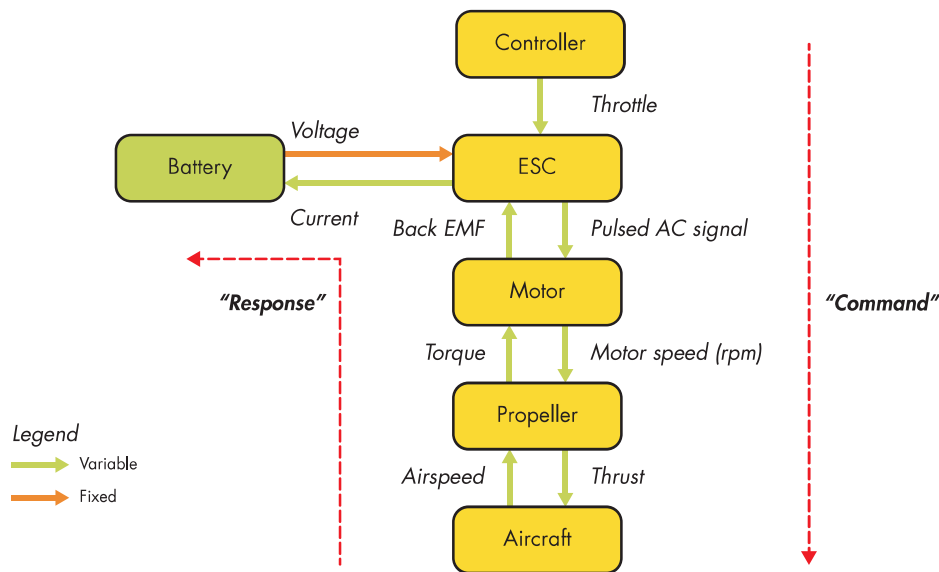 Controller
Throttle
Voltage
Battery
ESC
Current
Back EMF
Pulsed AC signal
“Response”
Motor
“Command”
Torque
Motor speed (rpm)
Propeller
Legend
Variable
Airspeed
Thrust
Fixed
Aircraft